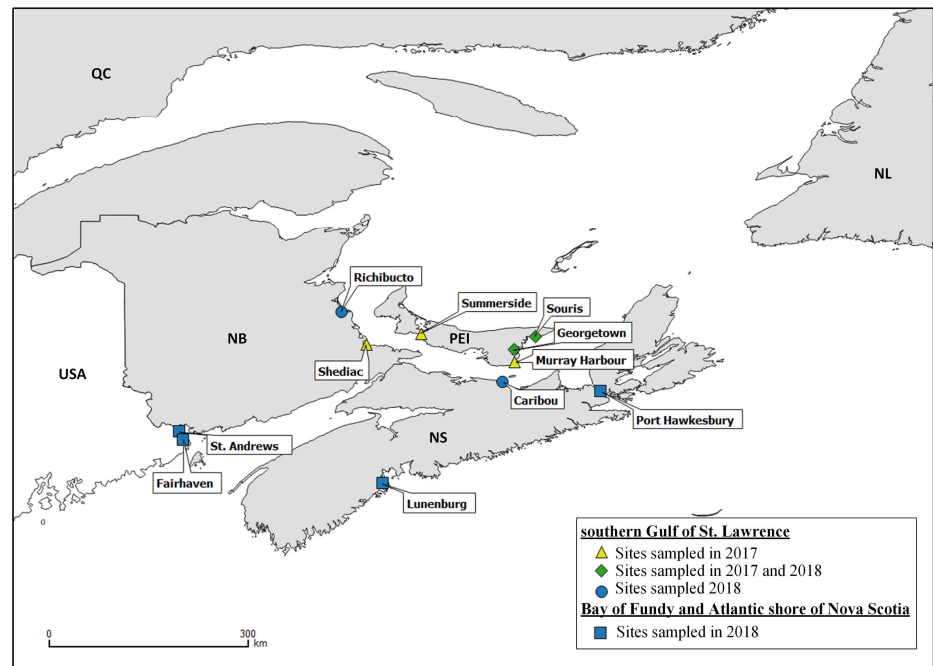 QC
NL
Richibucto
Summerside
Souris
Georgetown
PEI
NB
Murray Harbour
USA
Shediac
Caribou
Port Hawkesbury
NS
St. Andrews
Fairhaven
Lunenburg
southern Gulf of St. Lawrence
Sites sampled in 2017
Sites sampled in 2017 and 2018
Sites sampled 2018
Bay of Fundy and Atlantic shore of Nova Scotia
Sites sampled in 2018
0 300
km